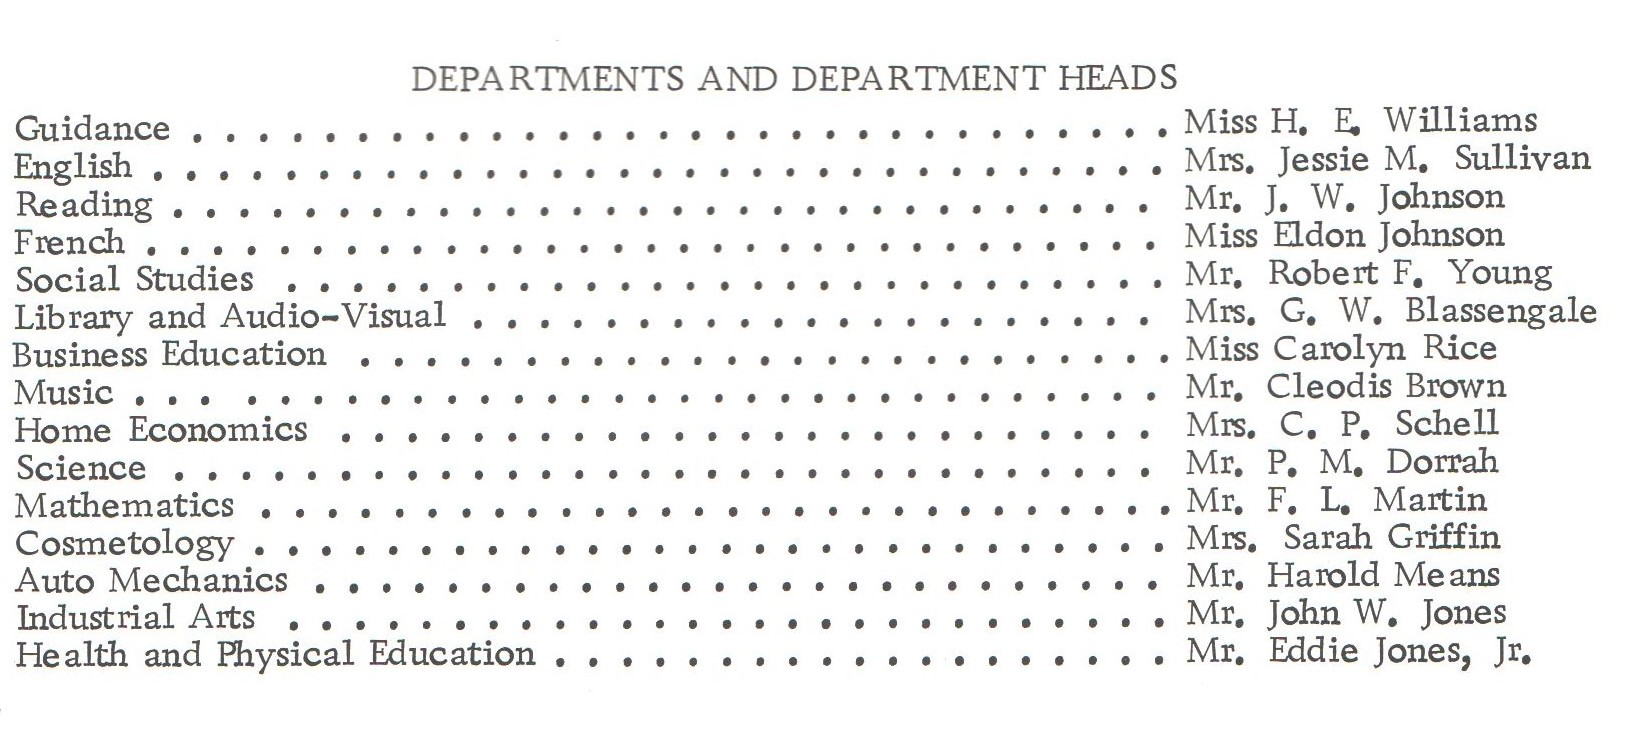 DEPARTMENTS AND DEPARTMENT HEADS
Guidance . . . . . . . . . . . . . . . . . . . . . . . . . . . . . . Miss H. E. Williams
English . . . . . . . . . . . . . . . . . . . . . . . . . . . . . . . Mrs. Jessie M. Sullivan
Reading . . . . . . . . . . . . . . . . . . . . . . . . . . . . . . Mr. J. W. Johnson
French . . . . . . . . . . . . . . . . . . . . . . . . . . . . . . . Miss Eldon Johnson
Social Studies . . . . . . . . . . . . . . . . . . . . . . . . . . . Mr. Robert F. Young
Library and Audio-Visual . . . . . . . . . . . . . . . . . . . . . Mrs. G. W. Blassengale
Business Education . . . . . . . . . . . . . . . . . . . . . . . . . Miss Carolyn Rice
Music . . . . . . . . . . . . . . . . . . . . . . . . . . . . . . . Mr. Cleodis Brown
Home Economics . . . . . . . . . . . . . . . . . . . . . . . . . Mrs. C. P. Schell
Science . . . . . . . . . . . . . . . . . . . . . . . . . . . . . . Mr. P. M. Dorrah
Mathematics . . . . . . . . . . . . . . . . . . . . . . . . . . . . Mr. F. L. Martin
Cosmetology . . . . . . . . . . . . . . . . . . . . . . . . . . . . Mrs. Sarah Griffin
Auto Mechanics . . . . . . . . . . . . . . . . . . . . . . . . . . Mr. Harold Means
Industrial Arts . . . . . . . . . . . . . . . . . . . . . . . . . . . Mr. John W. Jones
Health and Physical Education . . . . . . . . . . . . . . . . . . . Mr. Eddie Jones, Jr.